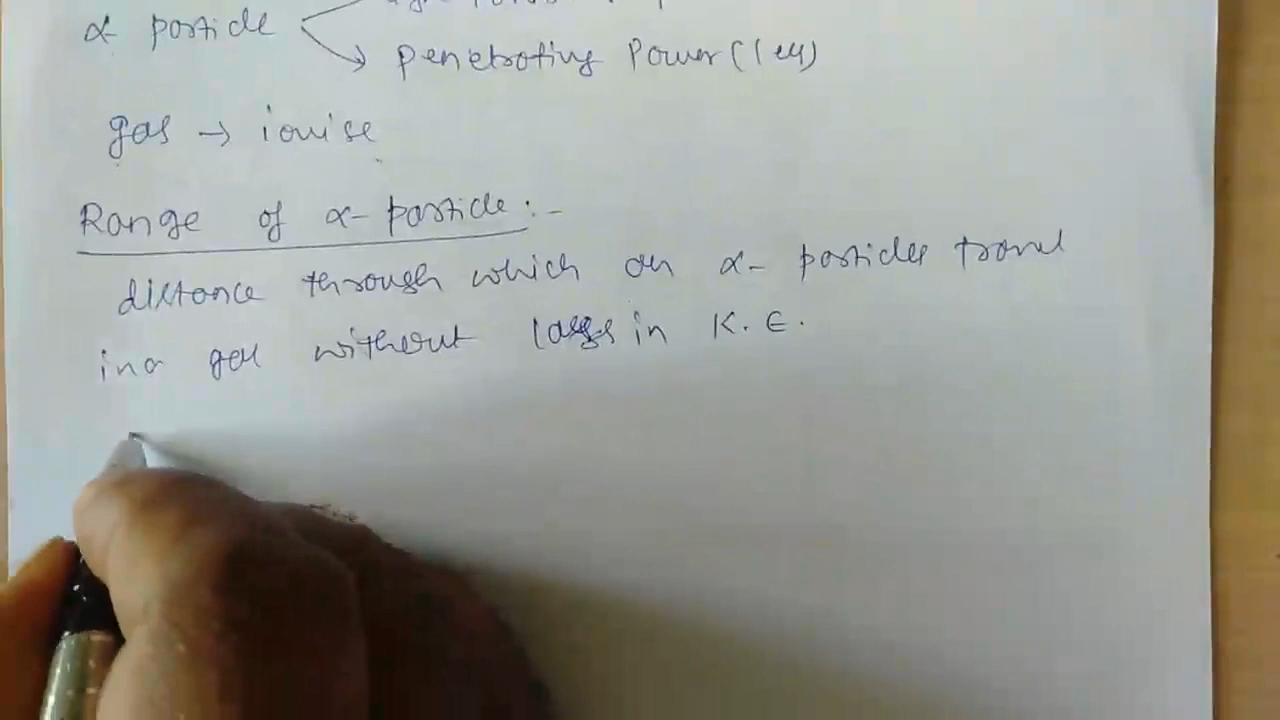 α- particle
penetrating Power (less)
gas → ionise
Range of α- particle :-
distance through which an α- particles travel
in a gas without loss in K.E.